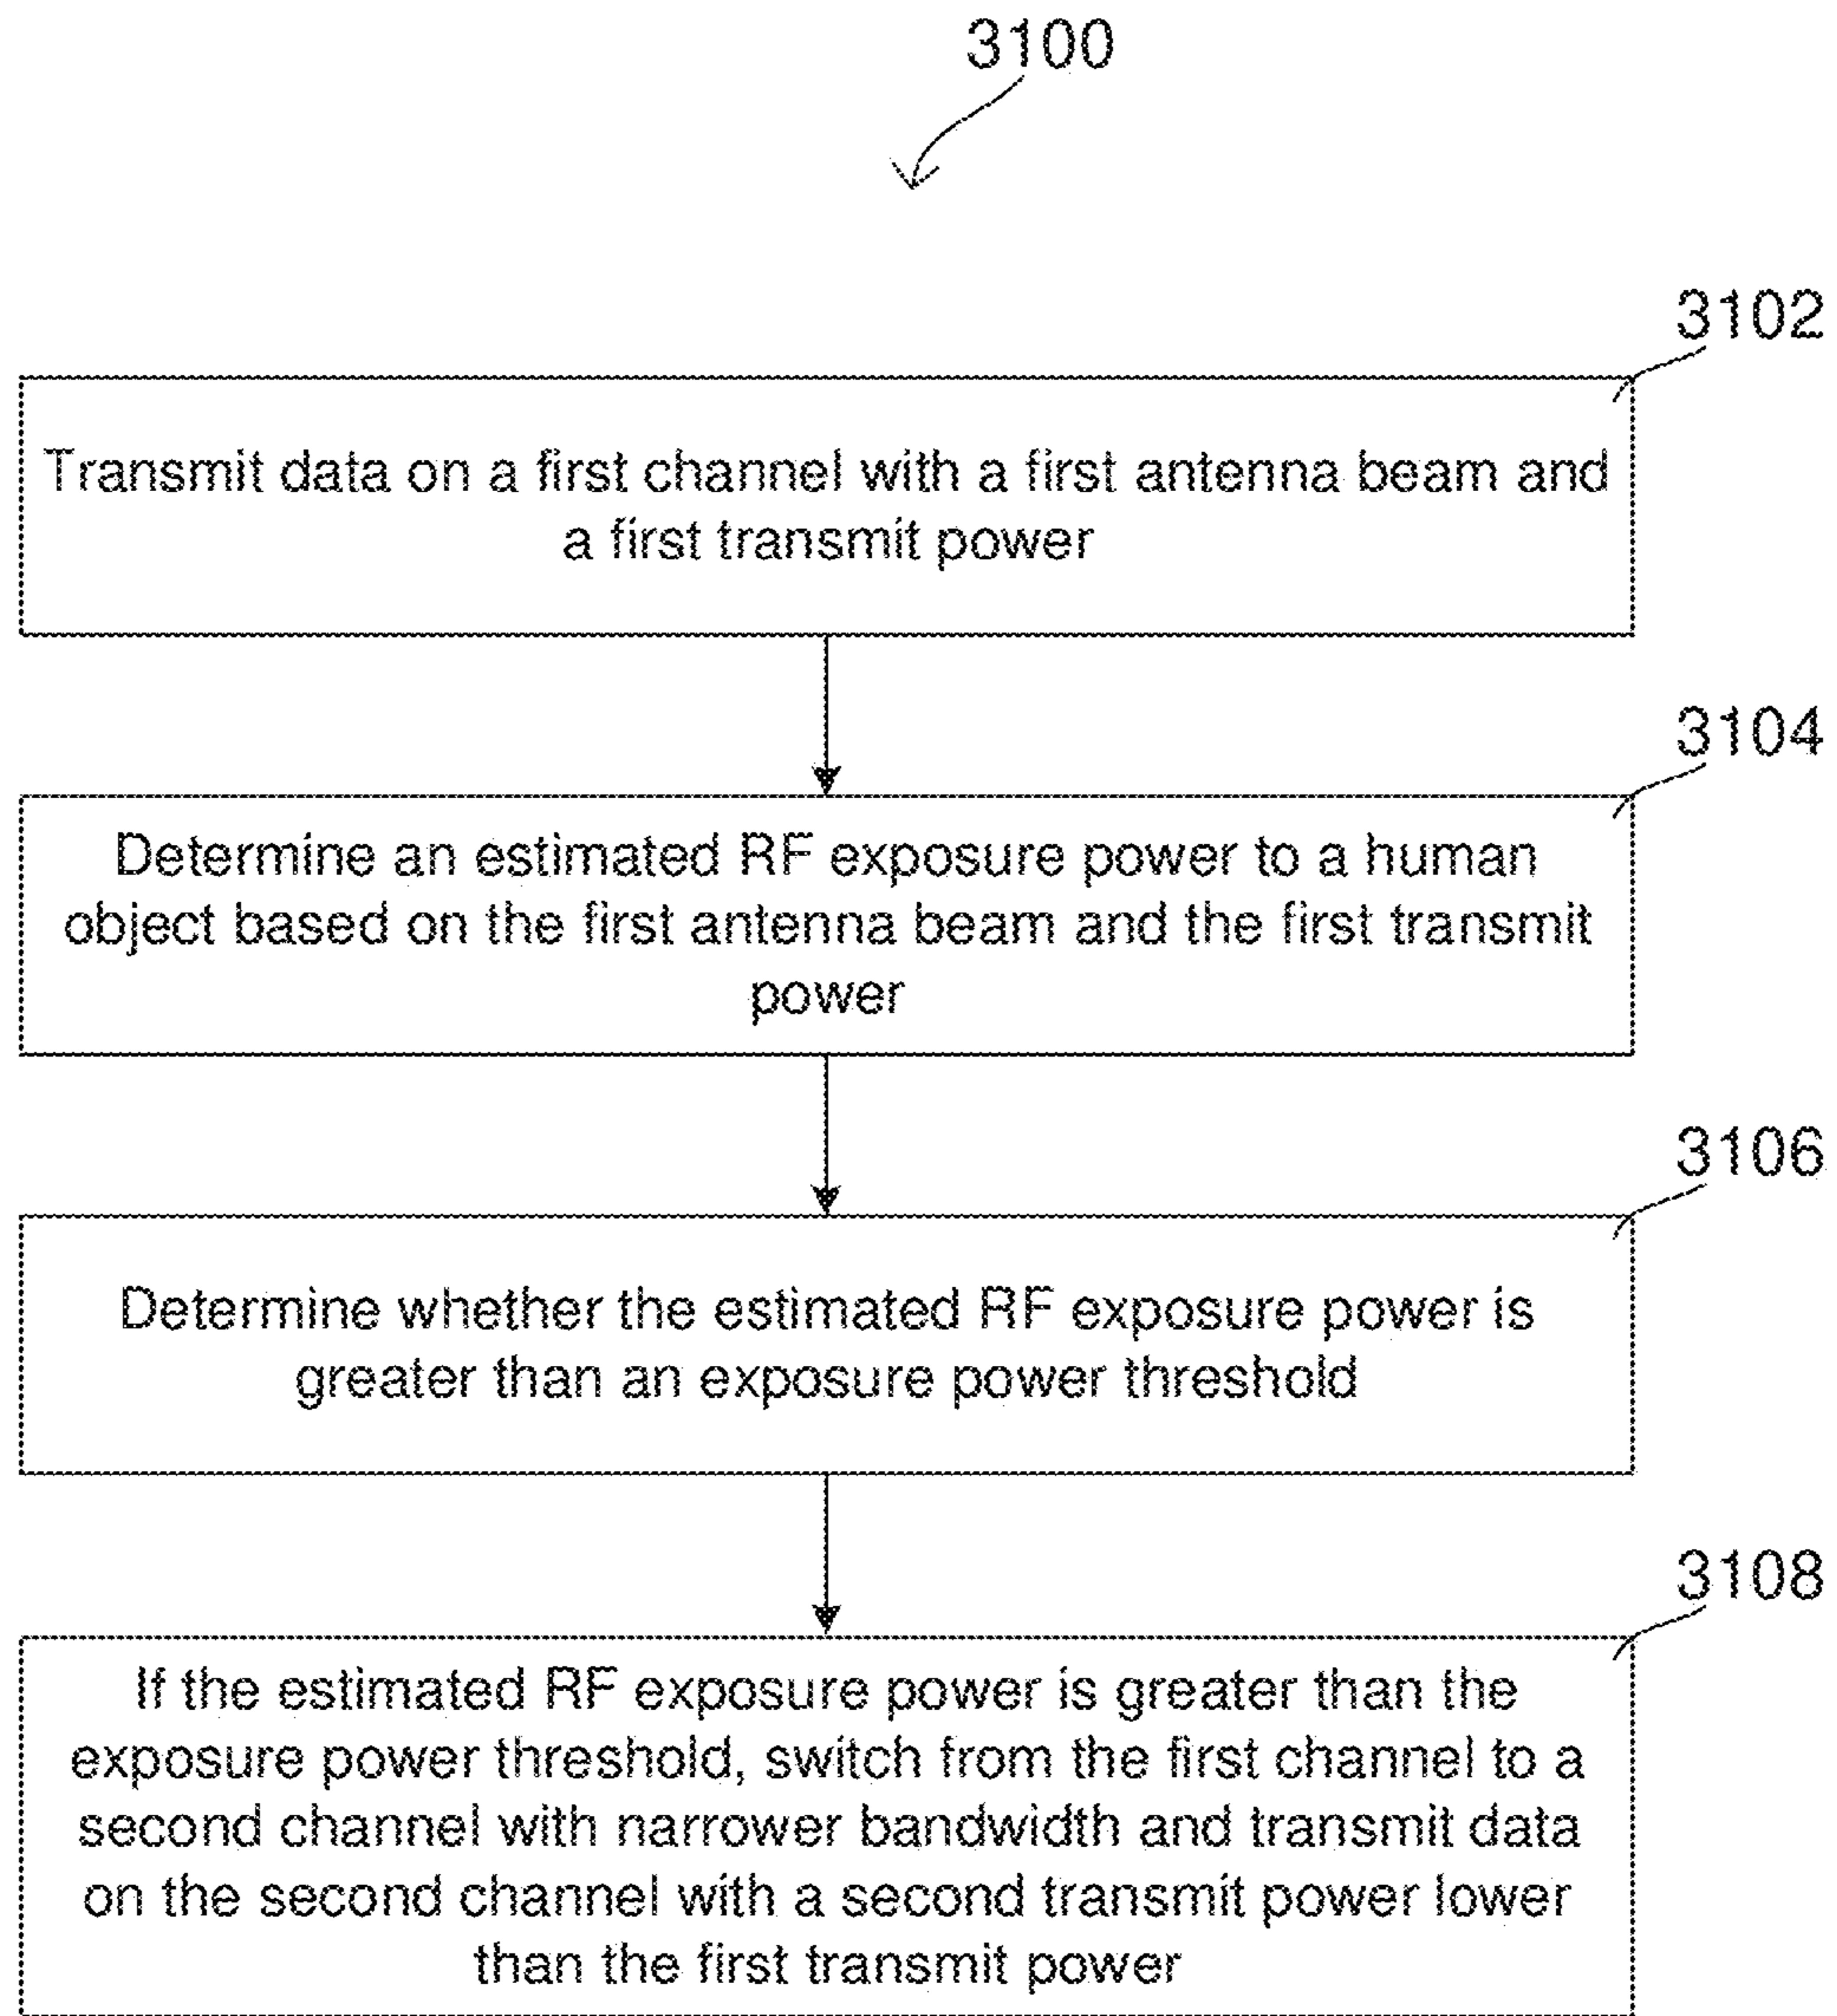 3100
3102
Transmit data on a first channel with a first antenna beam and
a first transmit power
3104
Determine an estimated RF exposure power to a human
object based on the first antenna beam and the first transmit
power
3106
Determine whether the estimated RF exposure power is
greater than an exposure power threshold
3108
If the estimated RF exposure power is greater than the
exposure power threshold, switch from the first channel to a
second channel with narrower bandwidth and transmit data
on the second channel with a second transmit power lower
than the first transmit power